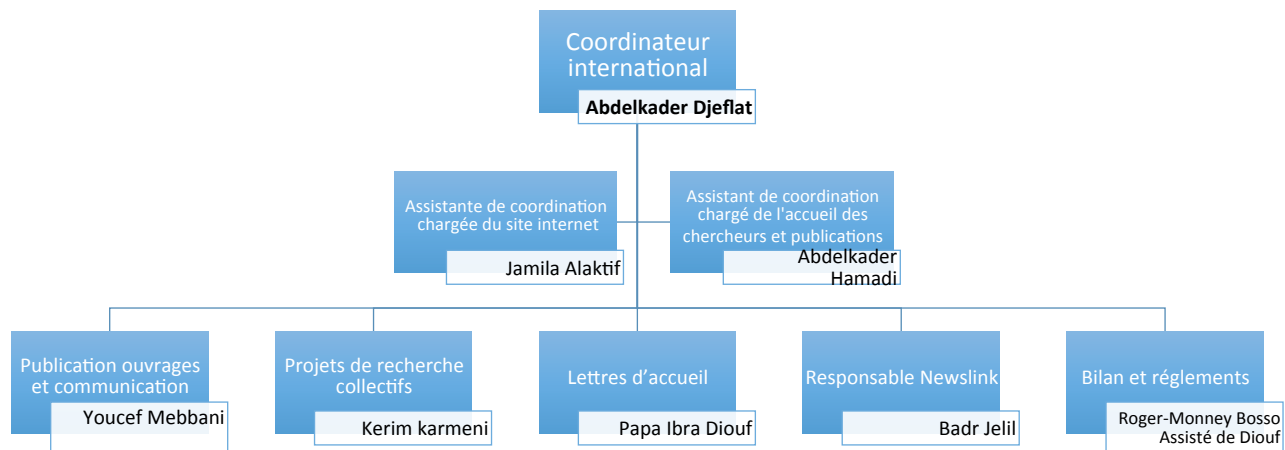 Coordinateur
international
Abdelkader Djeflat
Assistante de coordination
chargée du site internet
Jamila Alaktif
Assistant de coordination
chargé de l'accueil des
chercheurs et publications
Abdelkader
Hamadi
Publication ouvrages
et communication
Youcef Mebbani
Projets de recherche
collectifs
Kerim karmeni
Lettres d’accueil
Papa Ibra Diouf
Responsable Newslink
Badr Jelil
Bilan et réglements
Roger-Monney Bosso
Assisté de Diouf